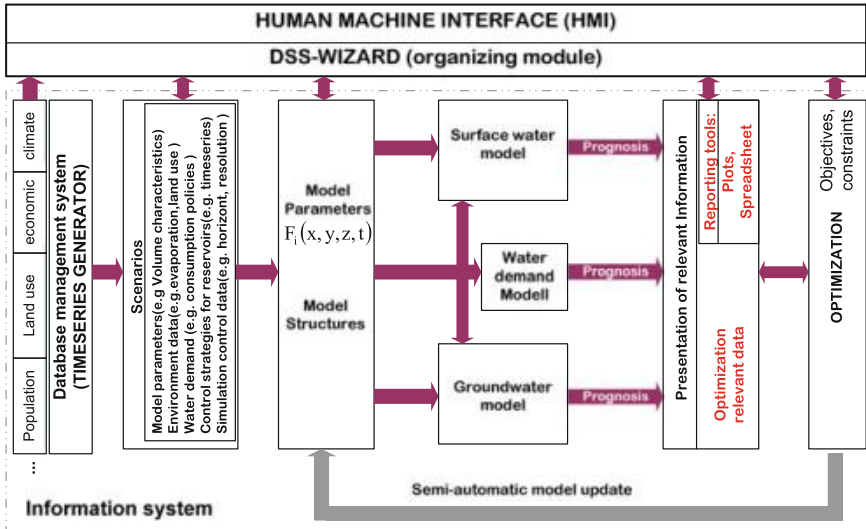 HUMAN MACHINE INTERFACE (HMI)
DSS-WIZARD (organizing module)
climate
economic
Land use
Population
...
Database management system
(TIMESERIES GENERATOR)
Scenarios
Model parameters(e.g Volume characteristics)
Environment data(e.g.evaporation,land use )
Water demand (e.g. consumption policies )
Control strategies for reservoirs(e.g. timeseries)
Simulation control data(e.g. horizont, resolution )
Model
Parameters
F_i(x, y, z, t)
Model
Structures
Surface water
model
Water
demand
Modell
Groundwater
model
Prognosis
Prognosis
Prognosis
Presentation of relevant Information
Reporting tools:
Plots,
Spreadsheet
Optimization
relevant data
OPTIMIZATION
Objectives,
constraints
Semi-automatic model update
Information system